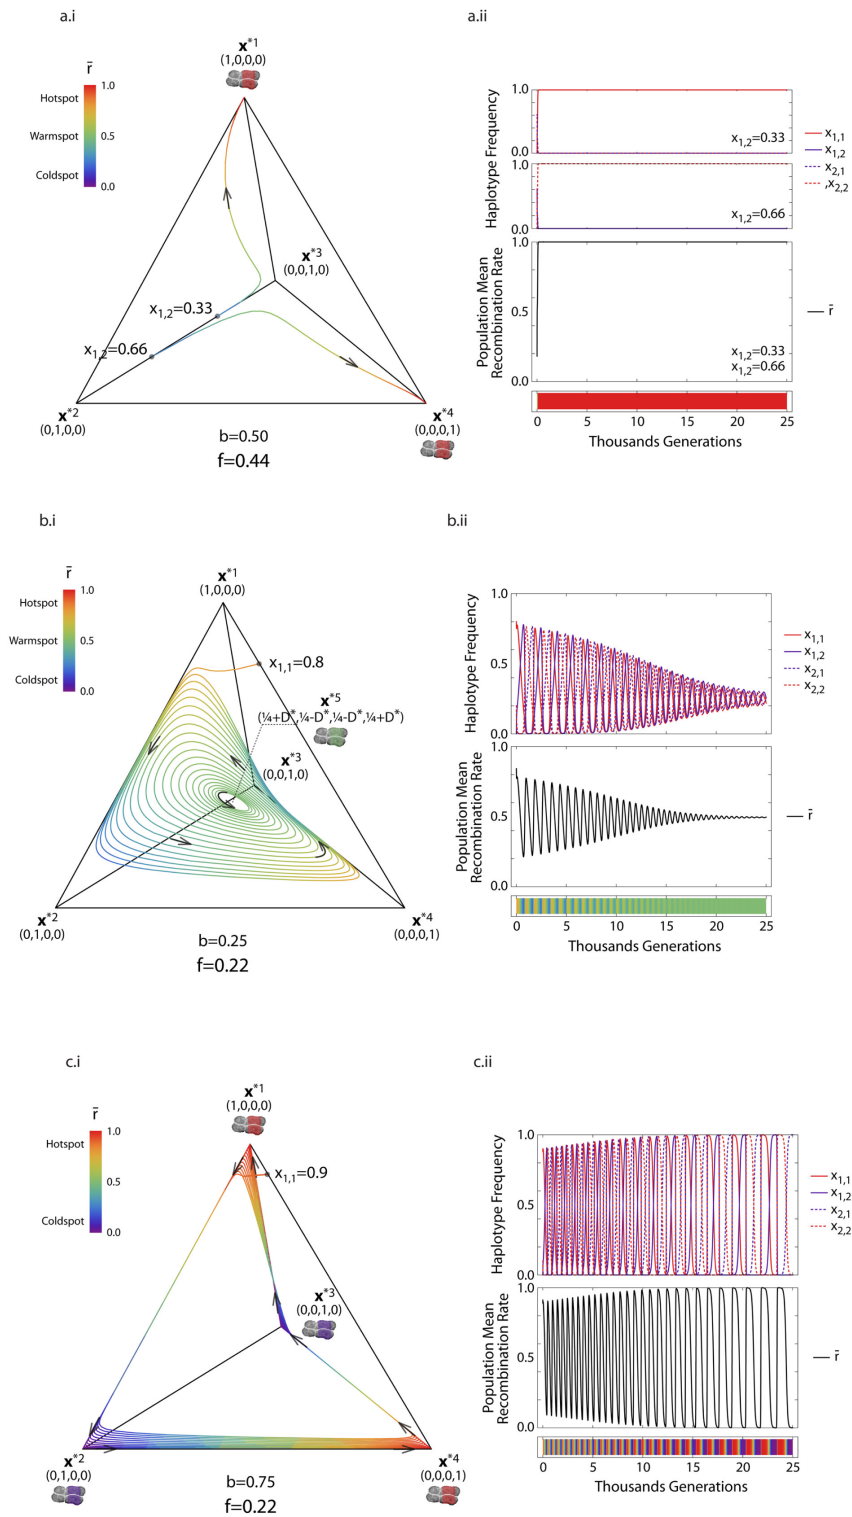 a.i
a.ii
x*1
(1,0,0,0)
r̄
1.0
Hotspot
Warmspot
0.5
Coldspot
0.0
x*3
(0,0,1,0)
x1,2=0.33
x1,2=0.66
x*2
(0,1,0,0)
x*4
(0,0,0,1)
b=0.50
f=0.44
Haplotype Frequency
1.0
0.0
x1,2=0.33
x1,1
x1,2
x2,1
,x2,2
Haplotype Frequency
1.0
0.0
x1,2=0.66
Population Mean
Recombination Rate
1.0
0.5
0.0
x1,2=0.33
x1,2=0.66
r̄
0 5 10 15 20 25
Thousands Generations
b.i
b.ii
r̄
1.0
Hotspot
Warmspot
0.5
Coldspot
0.0
x*1
(1,0,0,0)
x1,1=0.8
x*5
(¼+D*,¼-D*,¼-D*,¼+D*)
x*3
(0,0,1,0)
x*2
(0,1,0,0)
x*4
(0,0,0,1)
b=0.25
f=0.22
Haplotype Frequency
1.0
0.5
0.0
x1,1
x1,2
x2,1
x2,2
Population Mean
Recombination Rate
1.0
0.5
0.0
r̄
0 5 10 15 20 25
Thousands Generations
c.i
c.ii
x*1
(1,0,0,0)
r̄
1.0
Hotspot
0.5
Coldspot
0.0
x1,1=0.9
x*3
(0,0,1,0)
x*2
(0,1,0,0)
x*4
(0,0,0,1)
b=0.75
f=0.22
Haplotype Frequency
1.0
0.5
0.0
x1,1
x1,2
x2,1
x2,2
Population Mean
Recombination Rate
1.0
0.5
0.0
r̄
0 5 10 15 20 25
Thousands Generations